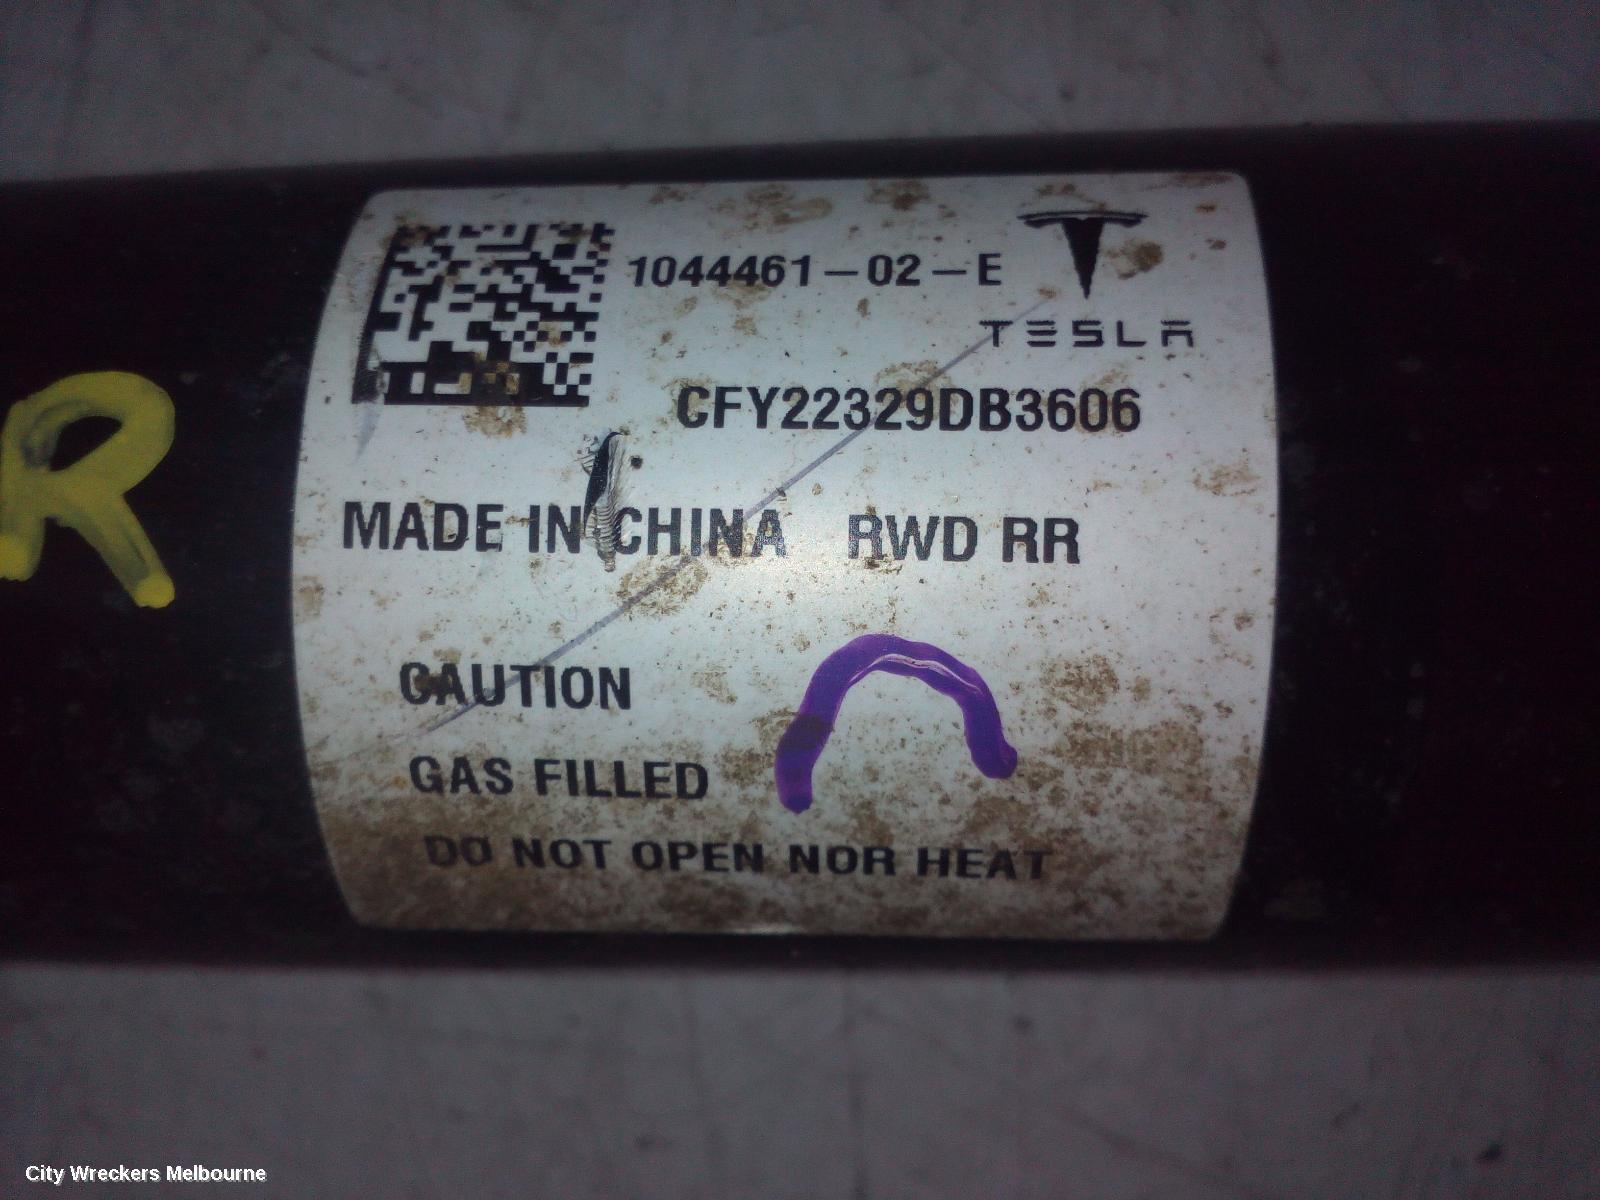 1044461-02-E
TESLA
CFY22329DB3606
MADE IN CHINA RWD RR
R
CAUTION
GAS FILLED
DO NOT OPEN NOR HEAT
City Wreckers Melbourne